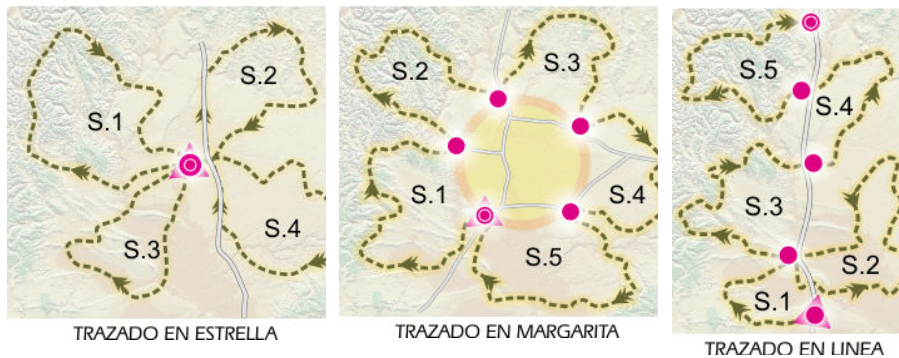 S.1
S.2
S.3
S.4
TRAZADO EN ESTRELLA
S.2
S.3
S.1
S.4
S.5
TRAZADO EN MARGARITA
S.5
S.4
S.3
S.2
S.1
TRAZADO EN LINEA